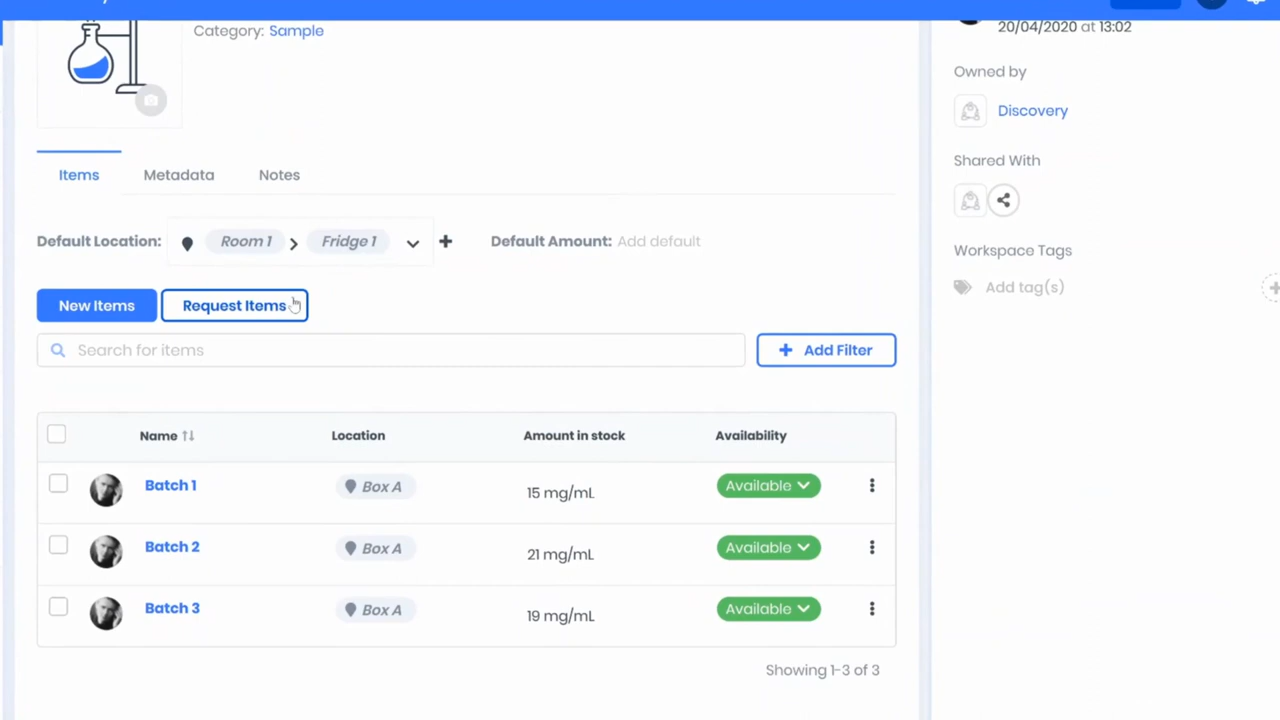 Category: Sample
20/04/2020 at 13:02
Owned by
Discovery
Shared With
Workspace Tags
Add tag(s)
Items Metadata Notes
Default Location: Room 1 > Fridge 1 + Default Amount: Add default
New Items Request Items
Search for items + Add Filter
Name Location Amount in stock Availability
Batch 1 Box A 15 mg/mL Available
Batch 2 Box A 21 mg/mL Available
Batch 3 Box A 19 mg/mL Available
Showing 1-3 of 3